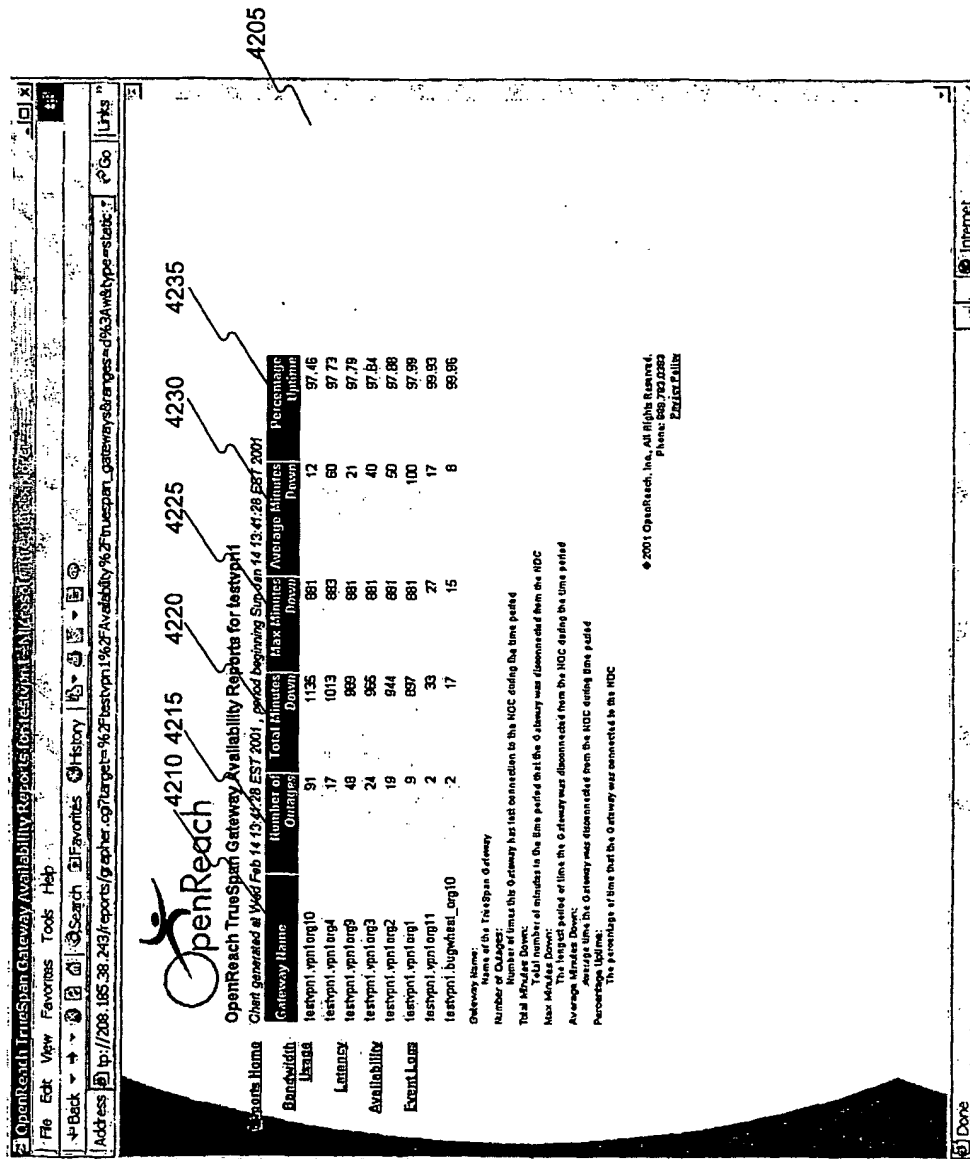 OpenReach TrueSpan Gateway Availability Reports for testvpn1 - Microsoft Internet Explorer
File Edit View Favorites Tools Help
Back Search Favorites History
Address tp://208.185.38.243/reports/grapher.cgi?target=%2Ftestvpn1%2FAvailability%2Ftruespan_gateways&ranges=d%3Aw&type=static Go Links
OpenReach
4205
4210 4215 4220 4225 4230 4235
OpenReach TrueSpan Gateway Availability Reports for testvpn1
Chart generated at Wed Feb 14 13:41:28 EST 2001, period beginning Sun Jan 14 13:41:28 EST 2001
Reports Home
Bandwidth Usage
Latency
Availability
Event Logs
Gateway Name Number of Outages Total Minutes Down Max Minutes Down Average Minutes Down Percentage Uptime
testvpn1.vpn1org10 91 1135 881 12 97.46
testvpn1.vpn1org4 17 1013 883 60 97.73
testvpn1.vpn1org9 48 989 881 21 97.79
testvpn1.vpn1org3 24 966 881 40 97.84
testvpn1.vpn1org2 19 944 881 50 97.88
testvpn1.vpn1org1 9 897 881 100 97.99
testvpn1.vpn1org11 2 33 27 17 99.93
testvpn1.bugwheat_org10 2 17 15 8 99.96
Gateway Name:
Name of the TrueSpan Gateway
Number of Outages:
Number of times this Gateway has lost connection to the NOC during the time period
Total Minutes Down:
Total number of minutes in the time period that the Gateway was disconnected from the NOC
Max Minutes Down:
The longest period of time the Gateway was disconnected from the NOC during the time period
Average Minutes Down:
Average time the Gateway was disconnected from the NOC during time period
Percentage Uptime:
The percentage of time that the Gateway was connected to the NOC
© 2001 OpenReach, Inc., All Rights Reserved.
Phone: 888.783.0383
Privacy Policy
Done Internet